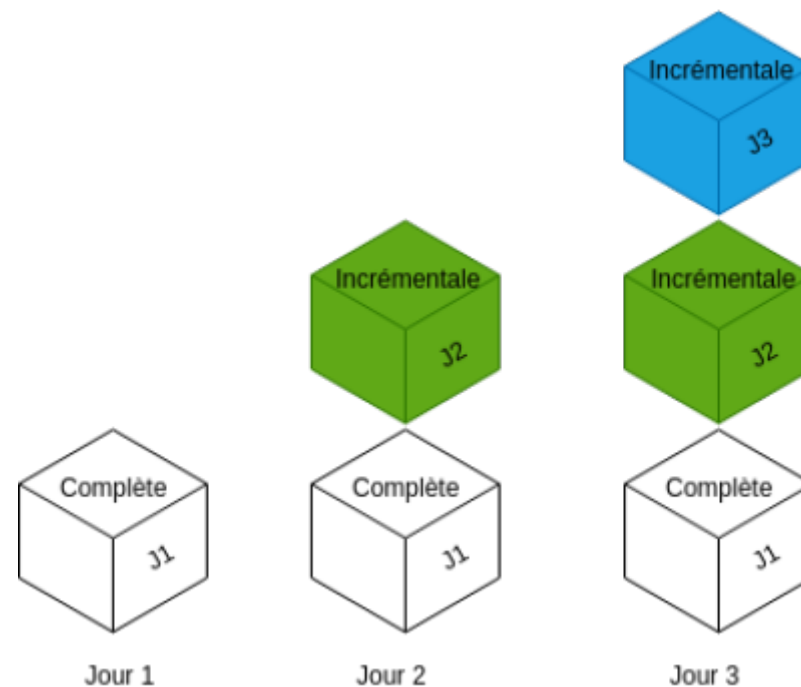 Incrémentale
J3
Incrémentale
J2
Incrémentale
J2
Complète
J1
Complète
J1
Complète
J1
Jour 1
Jour 2
Jour 3